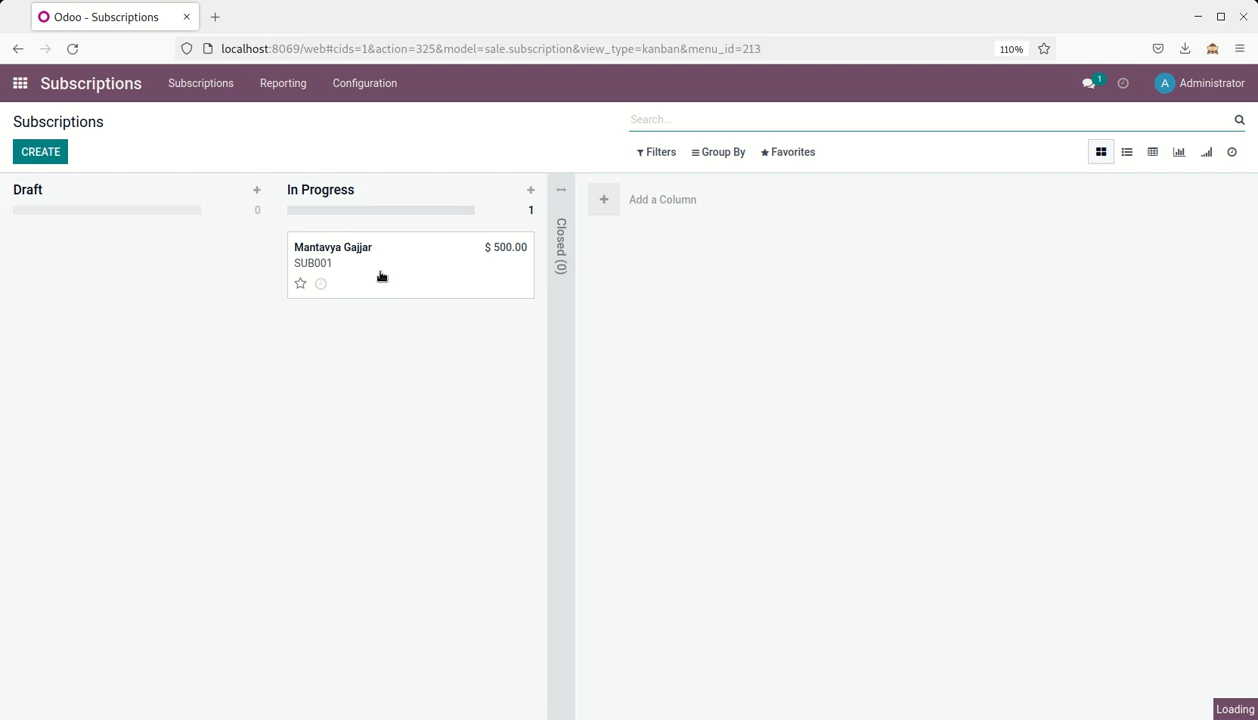 Odoo - Subscriptions
localhost:8069/web#cids=1&action=325&model=sale.subscription&view_type=kanban&menu_id=213
110%
Subscriptions
Subscriptions
Reporting
Configuration
1
A
Administrator
Subscriptions
Search...
CREATE
Filters
Group By
Favorites
Draft
0
In Progress
1
Mantavya Gajjar
$ 500.00
SUB001
Closed (0)
Add a Column
Loading